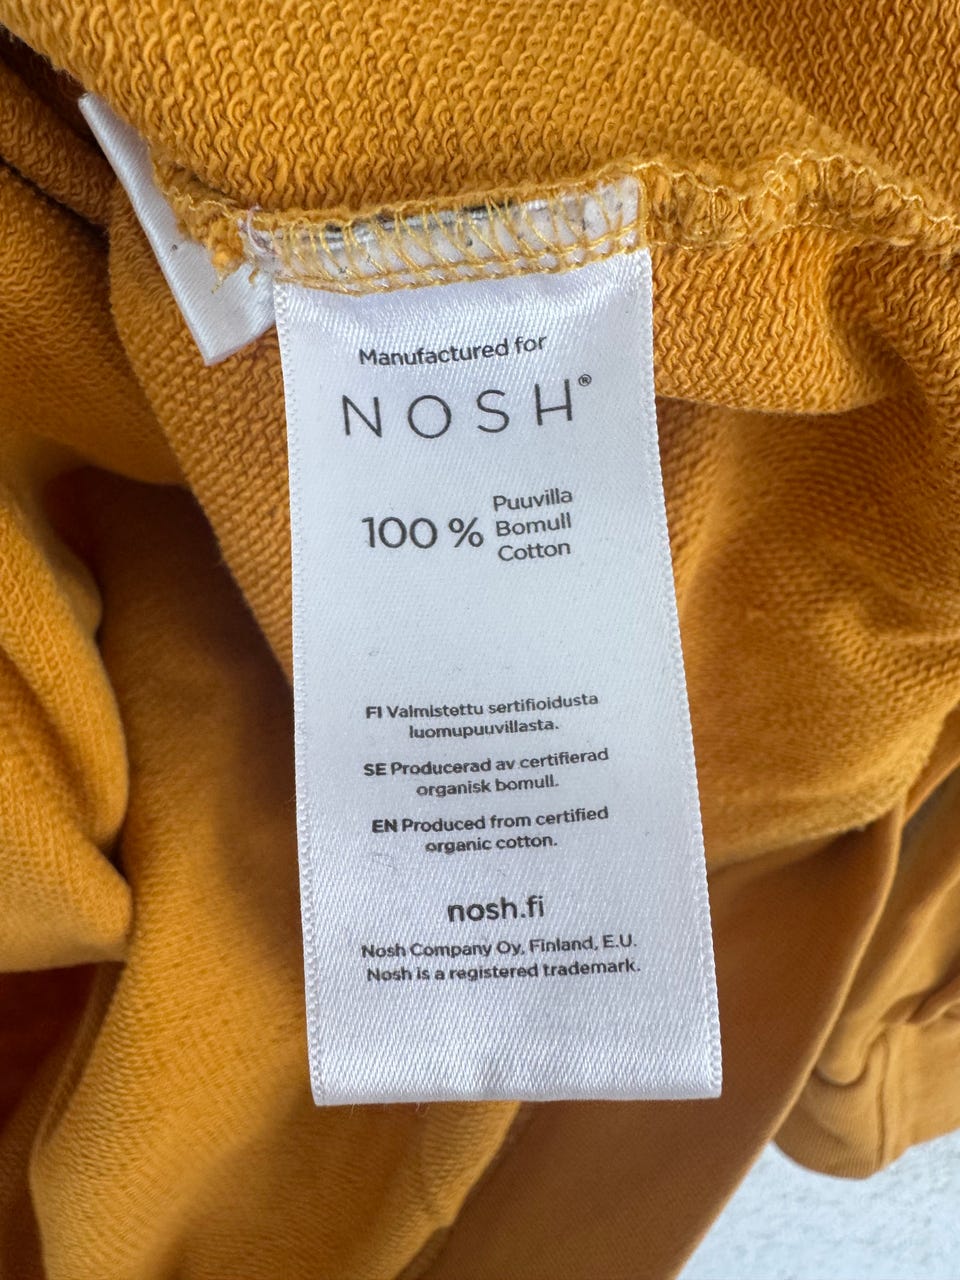 Manufactured for
NOSH®
100 % Puuvilla
Bomull
Cotton
FI Valmistettu sertifioidusta
luomupuuvillasta.
SE Producerad av certifierad
organisk bomull.
EN Produced from certified
organic cotton.
nosh.fi
Nosh Company Oy, Finland, E.U.
Nosh is a registered trademark.